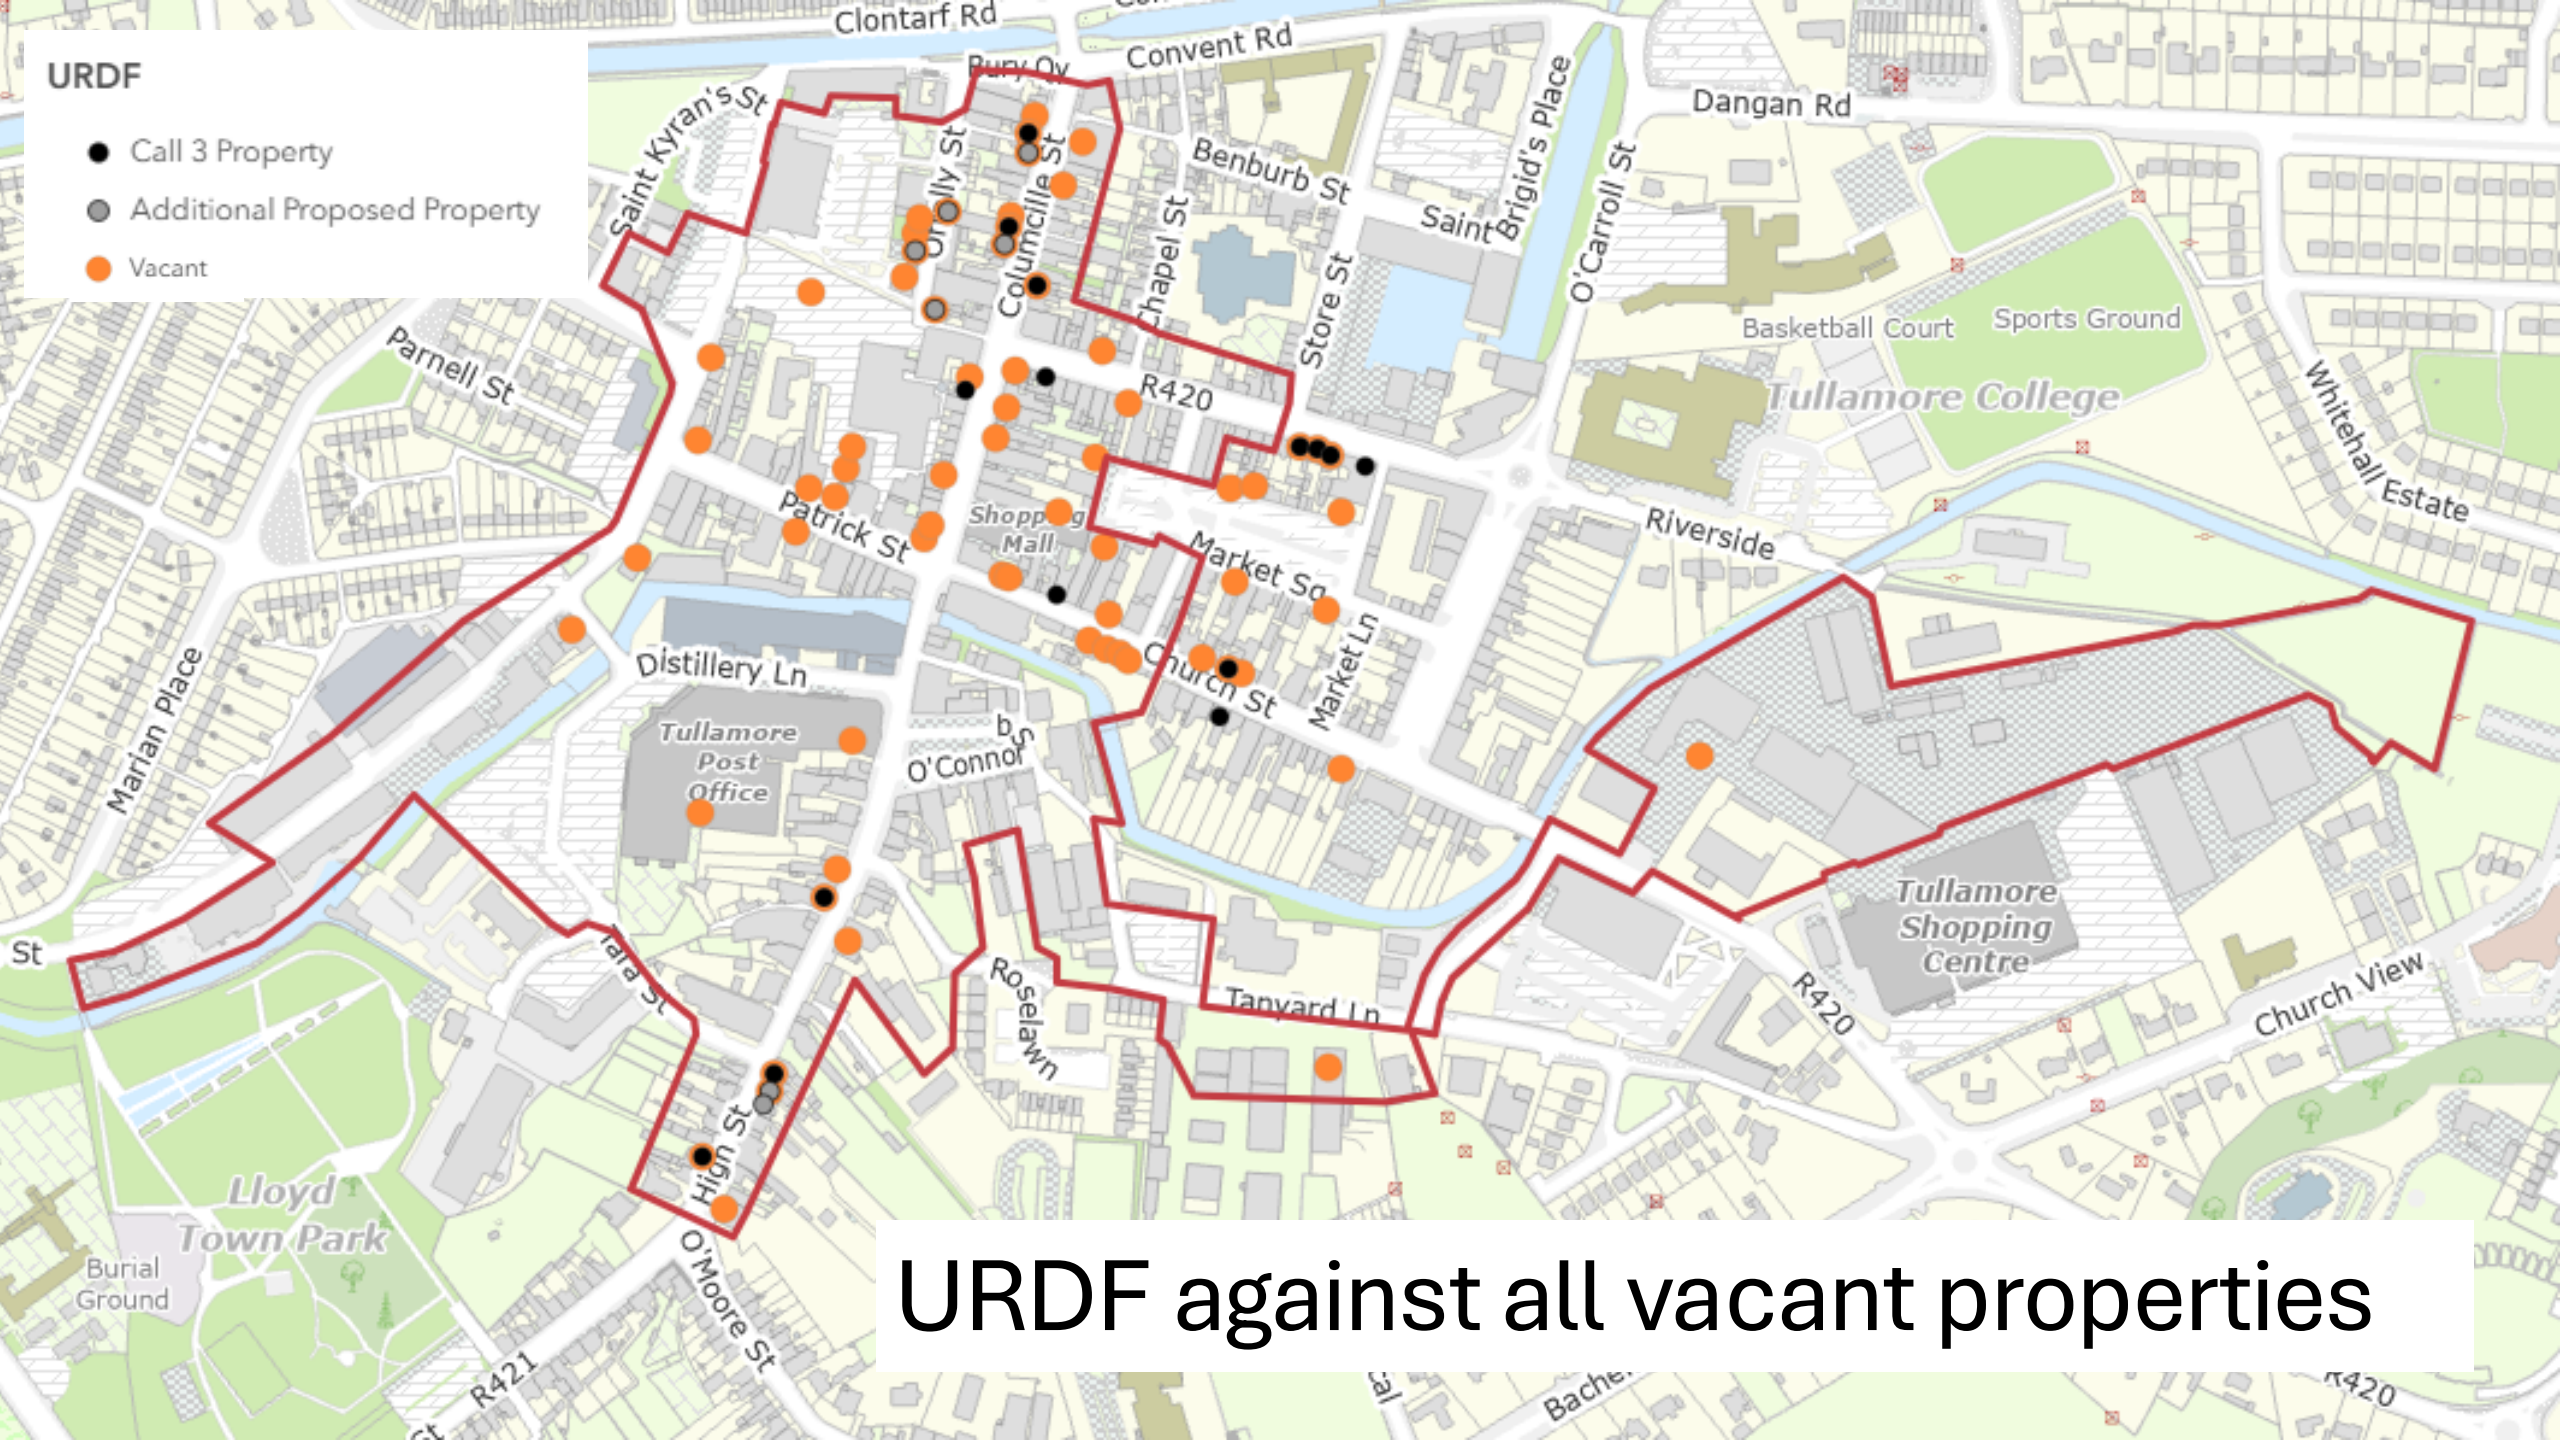 URDF
Call 3 Property
Additional Proposed Property
Vacant
Clontarf Rd
Convent Rd
Bury Qy
Saint Kyran's St
Dangan Rd
Benburb St
Saint Brigid's Place
O'Carroll St
Columcille St
Chapel St
Store St
Parnell St
R420
Basketball Court
Sports Ground
Tullamore College
Whitehall Estate
Patrick St
Shopping
Mall
Market Sq
Riverside
Marian Place
Distillery Ln
Church St
Market Ln
Tullamore
Post
Office
O'Connor
Tullamore
Shopping
Centre
St
Tara St
Roselawn
Tanyard Ln
R420
Church View
High St
Lloyd
Town Park
Burial
Ground
O'Moore St
URDF against all vacant properties
R421
St
R420